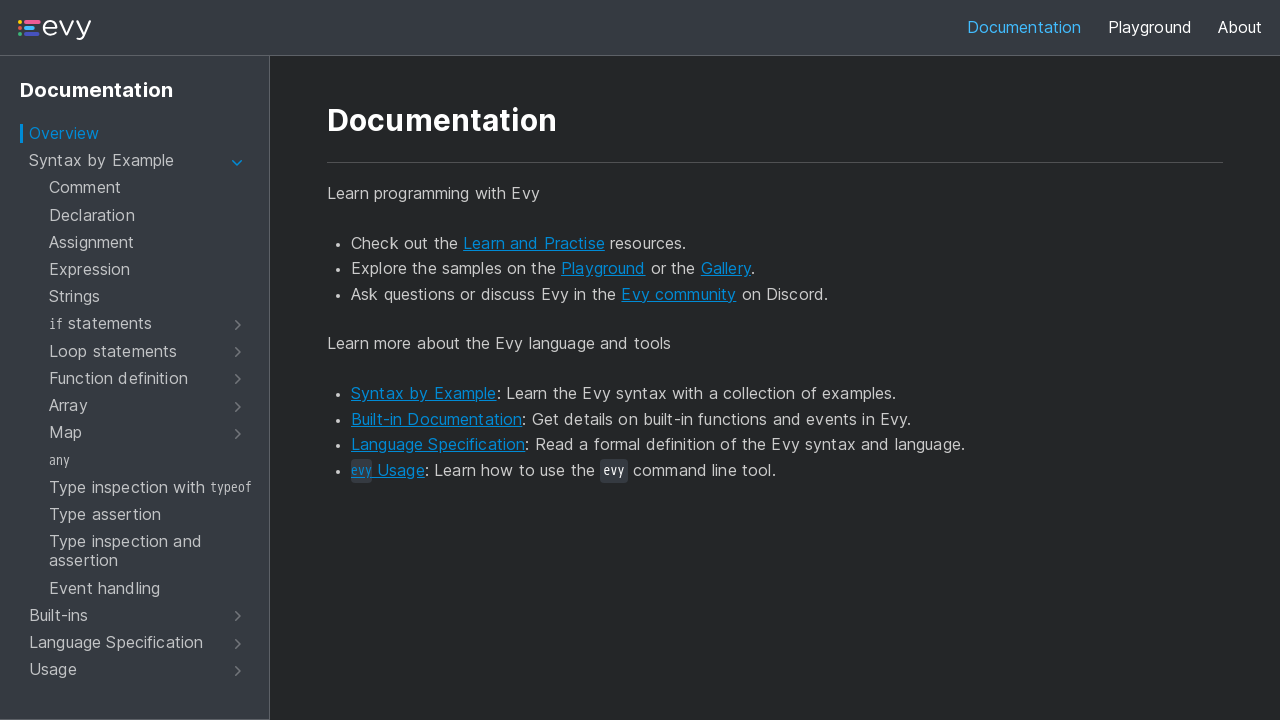 evy
Documentation
Playground
About
Documentation
Overview
Syntax by Example
Comment
Declaration
Assignment
Expression
Strings
if statements
Loop statements
Function definition
Array
Map
any
Type inspection with typeof
Type assertion
Type inspection and
assertion
Event handling
Built-ins
Language Specification
Usage
Documentation
Learn programming with Evy
• Check out the Learn and Practise resources.
• Explore the samples on the Playground or the Gallery.
• Ask questions or discuss Evy in the Evy community on Discord.
Learn more about the Evy language and tools
• Syntax by Example: Learn the Evy syntax with a collection of examples.
• Built-in Documentation: Get details on built-in functions and events in Evy.
• Language Specification: Read a formal definition of the Evy syntax and language.
• evy Usage: Learn how to use the evy command line tool.